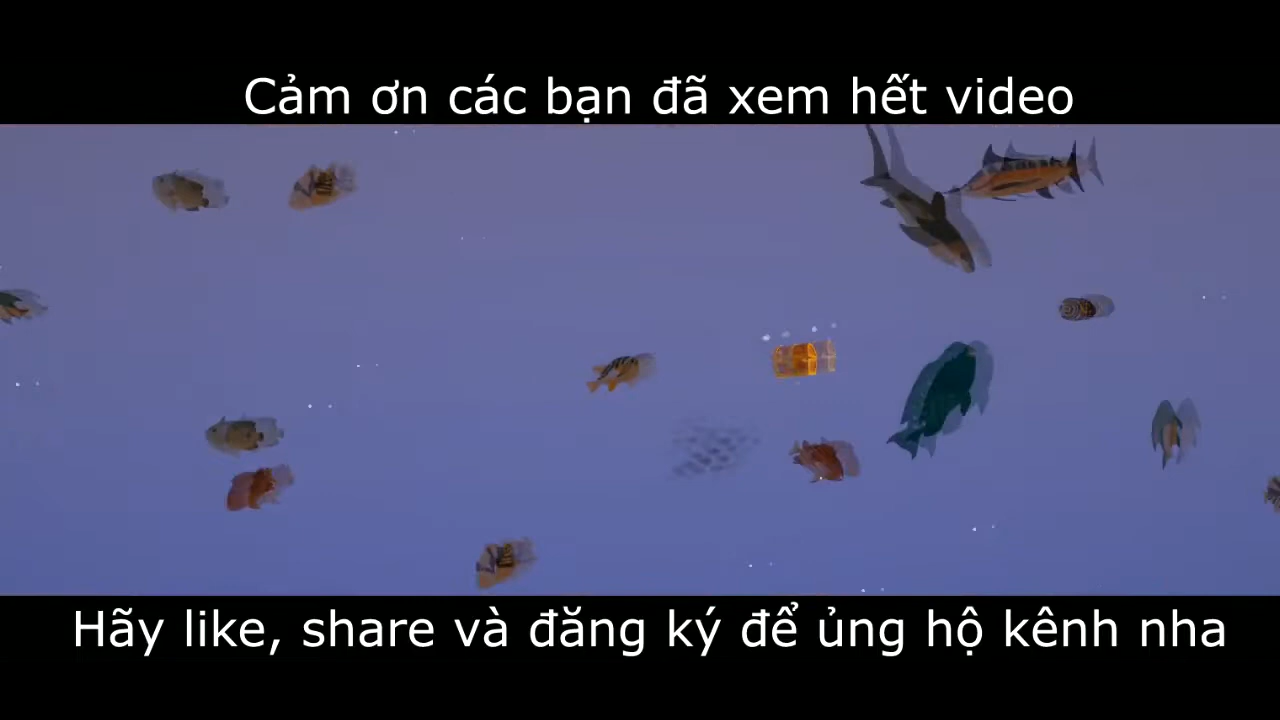 Cảm ơn các bạn đã xem hết video
Hãy like, share và đăng ký để ủng hộ kênh nha